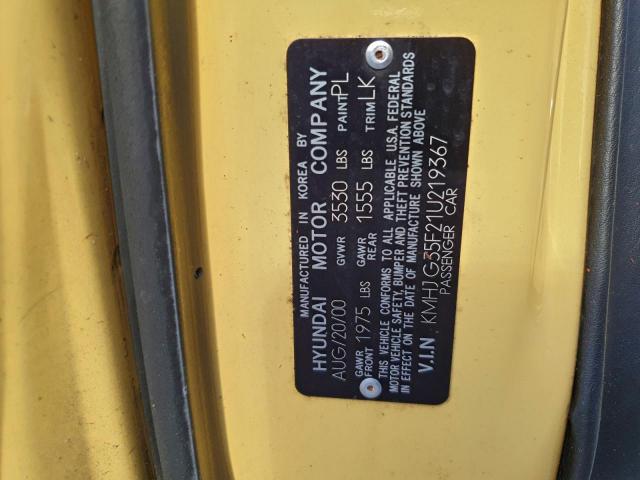 MANUFACTURED IN KOREA BY
HYUNDAI MOTOR COMPANY
AUG/20/00 GVWR 3530 LBS PAINT PL
GAWR FRONT 1975 LBS GAWR REAR 1555 LBS TRIM LK
THIS VEHICLE CONFORMS TO ALL APPLICABLE U.S.A. FEDERAL
MOTOR VEHICLE SAFETY, BUMPER AND THEFT PREVENTION STANDARDS
IN EFFECT ON THE DATE OF MANUFACTURE SHOWN ABOVE
V.I.N. KMHJG35F21U219367
PASSENGER CAR